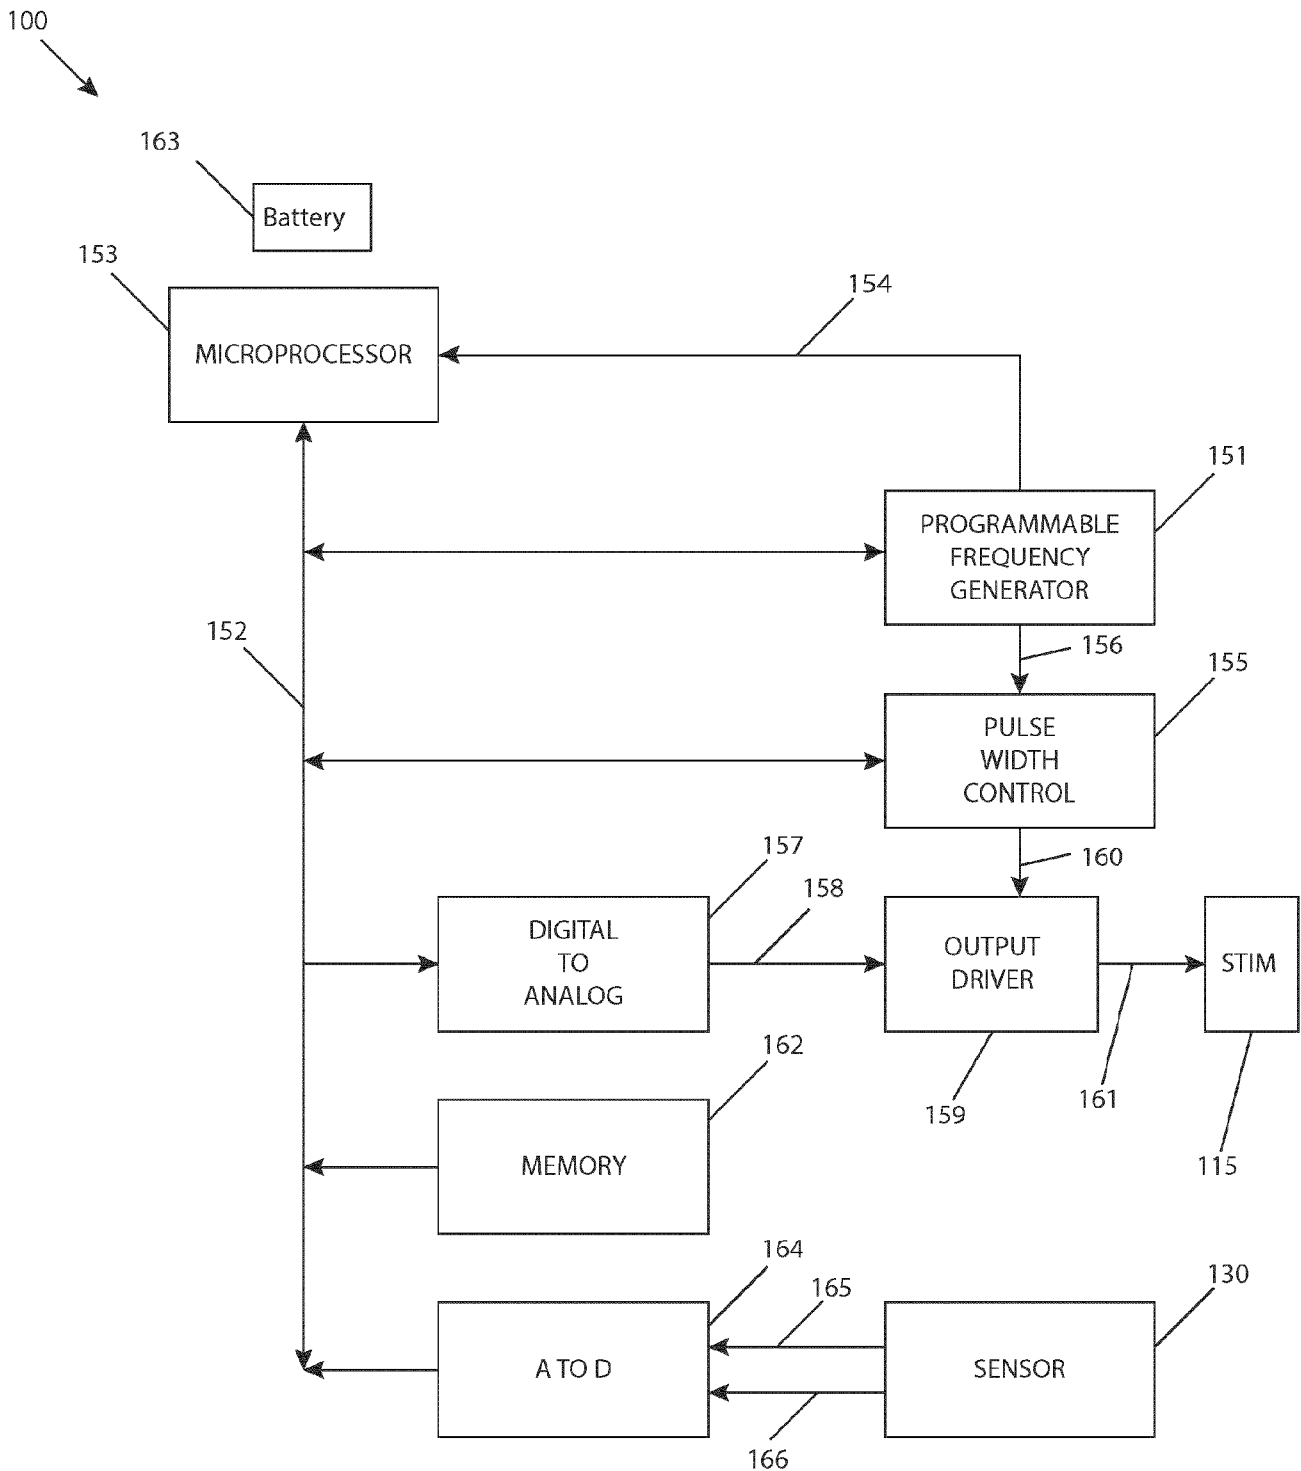 100
163
Battery
153
MICROPROCESSOR
154
151
PROGRAMMABLE
FREQUENCY
GENERATOR
152
156
155
PULSE
WIDTH
CONTROL
157
158
160
DIGITAL
TO
ANALOG
OUTPUT
DRIVER
STIM
162
159
161
115
MEMORY
164
165
130
A TO D
SENSOR
166